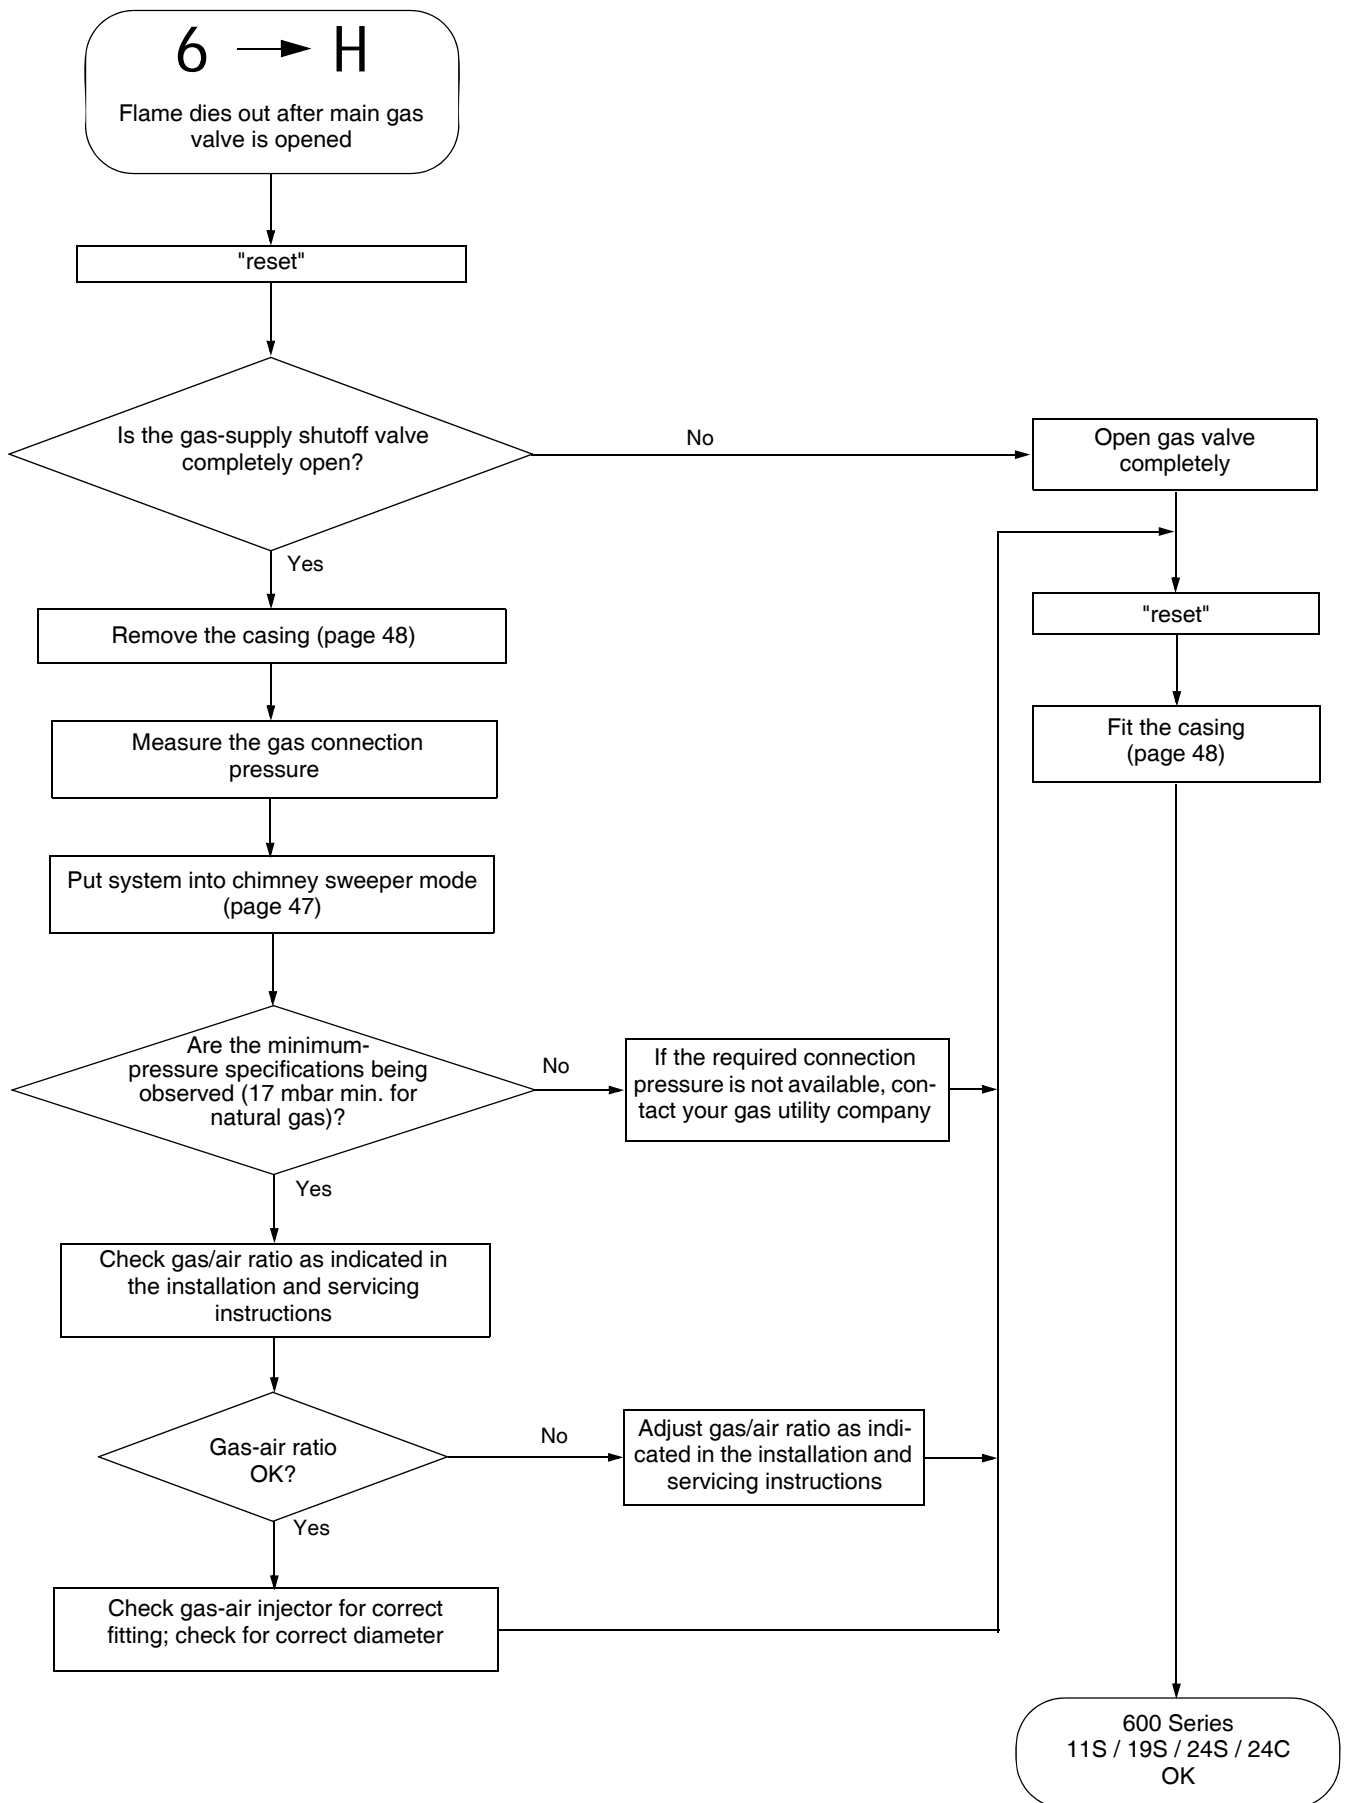 6 → H
Flame dies out after main gas
valve is opened
"reset"
Is the gas-supply shutoff valve
completely open?
No
Open gas valve
completely
Yes
"reset"
Remove the casing (page 48)
Fit the casing
(page 48)
Measure the gas connection
pressure
Put system into chimney sweeper mode
(page 47)
Are the minimum-
pressure specifications being
observed (17 mbar min. for
natural gas)?
No
If the required connection
pressure is not available, con-
tact your gas utility company
Yes
Check gas/air ratio as indicated in
the installation and servicing
instructions
Gas-air ratio
OK?
No
Adjust gas/air ratio as indi-
cated in the installation and
servicing instructions
Yes
Check gas-air injector for correct
fitting; check for correct diameter
600 Series
11S / 19S / 24S / 24C
OK